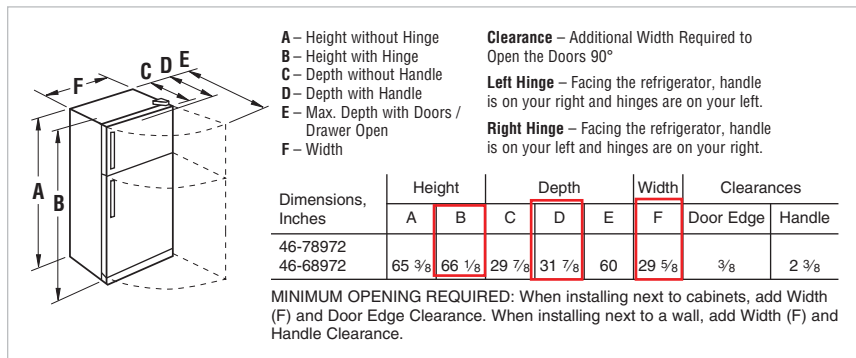 F
C D E
A
B
A – Height without Hinge
B – Height with Hinge
C – Depth without Handle
D – Depth with Handle
E – Max. Depth with Doors /
Drawer Open
F – Width
Clearance – Additional Width Required to
Open the Doors 90°
Left Hinge – Facing the refrigerator, handle
is on your right and hinges are on your left.
Right Hinge – Facing the refrigerator, handle
is on your left and hinges are on your right.
Dimensions,
Inches
Height Depth Width Clearances
A B C D E F Door Edge Handle
46-78972
46-68972 65 3/8 66 1/8 29 7/8 31 7/8 60 29 5/8 3/8 2 3/8
MINIMUM OPENING REQUIRED: When installing next to cabinets, add Width
(F) and Door Edge Clearance. When installing next to a wall, add Width (F) and
Handle Clearance.